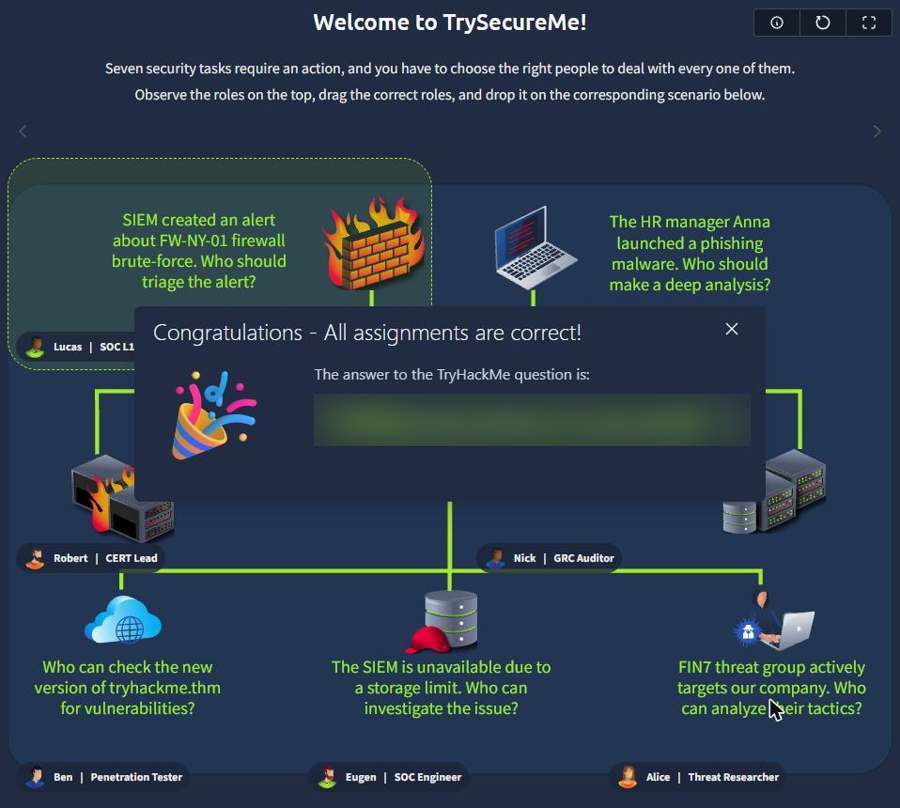 Welcome to TrySecureMe!
Seven security tasks require an action, and you have to choose the right people to deal with every one of them.
Observe the roles on the top, drag the correct roles, and drop it on the corresponding scenario below.
SIEM created an alert
about FW-NY-01 firewall
brute-force. Who should
triage the alert?
The HR manager Anna
launched a phishing
malware. Who should
make a deep analysis?
Lucas | SOC L1
Congratulations - All assignments are correct!
The answer to the TryHackMe question is:
Robert | CERT Lead
Nick | GRC Auditor
Who can check the new
version of tryhackme.thm
for vulnerabilities?
The SIEM is unavailable due to
a storage limit. Who can
investigate the issue?
FIN7 threat group actively
targets our company. Who
can analyze their tactics?
Ben | Penetration Tester
Eugen | SOC Engineer
Alice | Threat Researcher